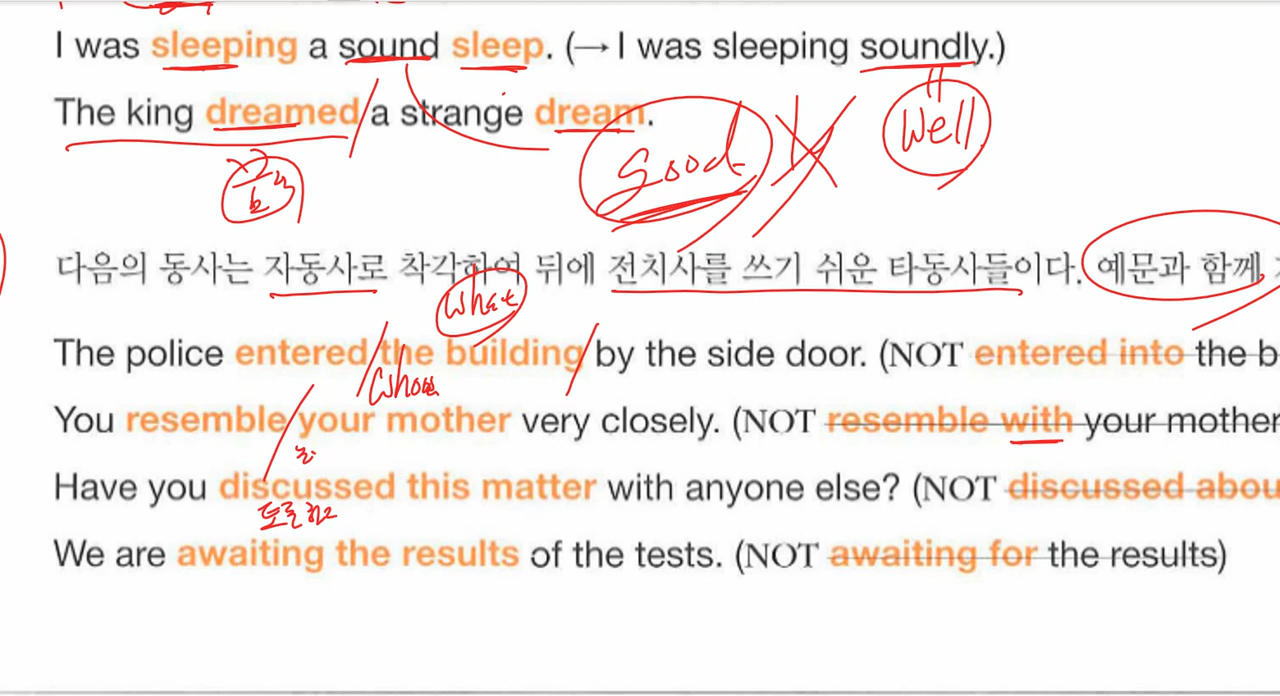 I was sleeping a sound sleep. (→ I was sleeping soundly.)
The king dreamed a strange dream.
Good
Well
다음의 동사는 자동사로 착각하여 뒤에 전치사를 쓰기 쉬운 타동사들이다. 예문과 함께
What
The police entered the building by the side door. (NOT entered into the b
Whom
You resemble your mother very closely. (NOT resemble with your mother
Have you discussed this matter with anyone else? (NOT discussed abou
We are awaiting the results of the tests. (NOT awaiting for the results)